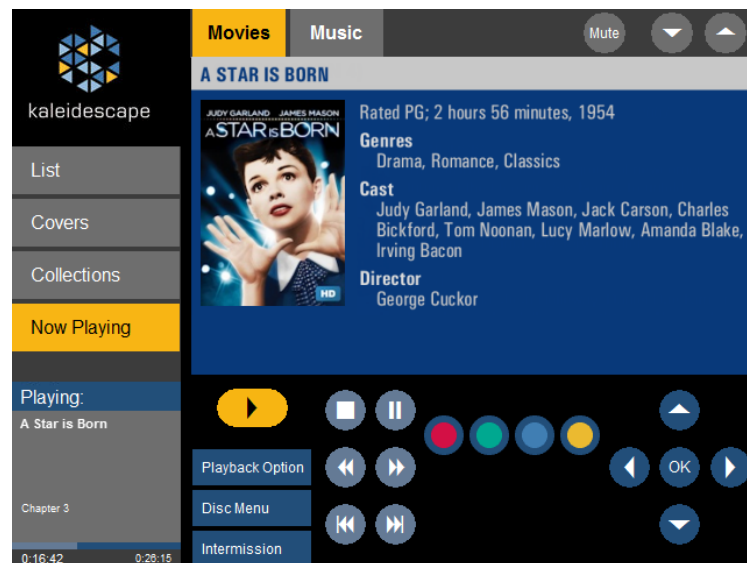 Movies
Music
Mute
kaleidescape
A STAR IS BORN
JUDY GARLAND JAMES MASON
A STAR IS BORN
HD
Rated PG; 2 hours 56 minutes, 1954
Genres
Drama, Romance, Classics
Cast
Judy Garland, James Mason, Jack Carson, Charles
Bickford, Tom Noonan, Lucy Marlow, Amanda Blake,
Irving Bacon
Director
George Cuckor
List
Covers
Collections
Now Playing
Playing:
A Star is Born
Chapter 3
0:16:42
0:26:15
Playback Option
Disc Menu
Intermission
OK